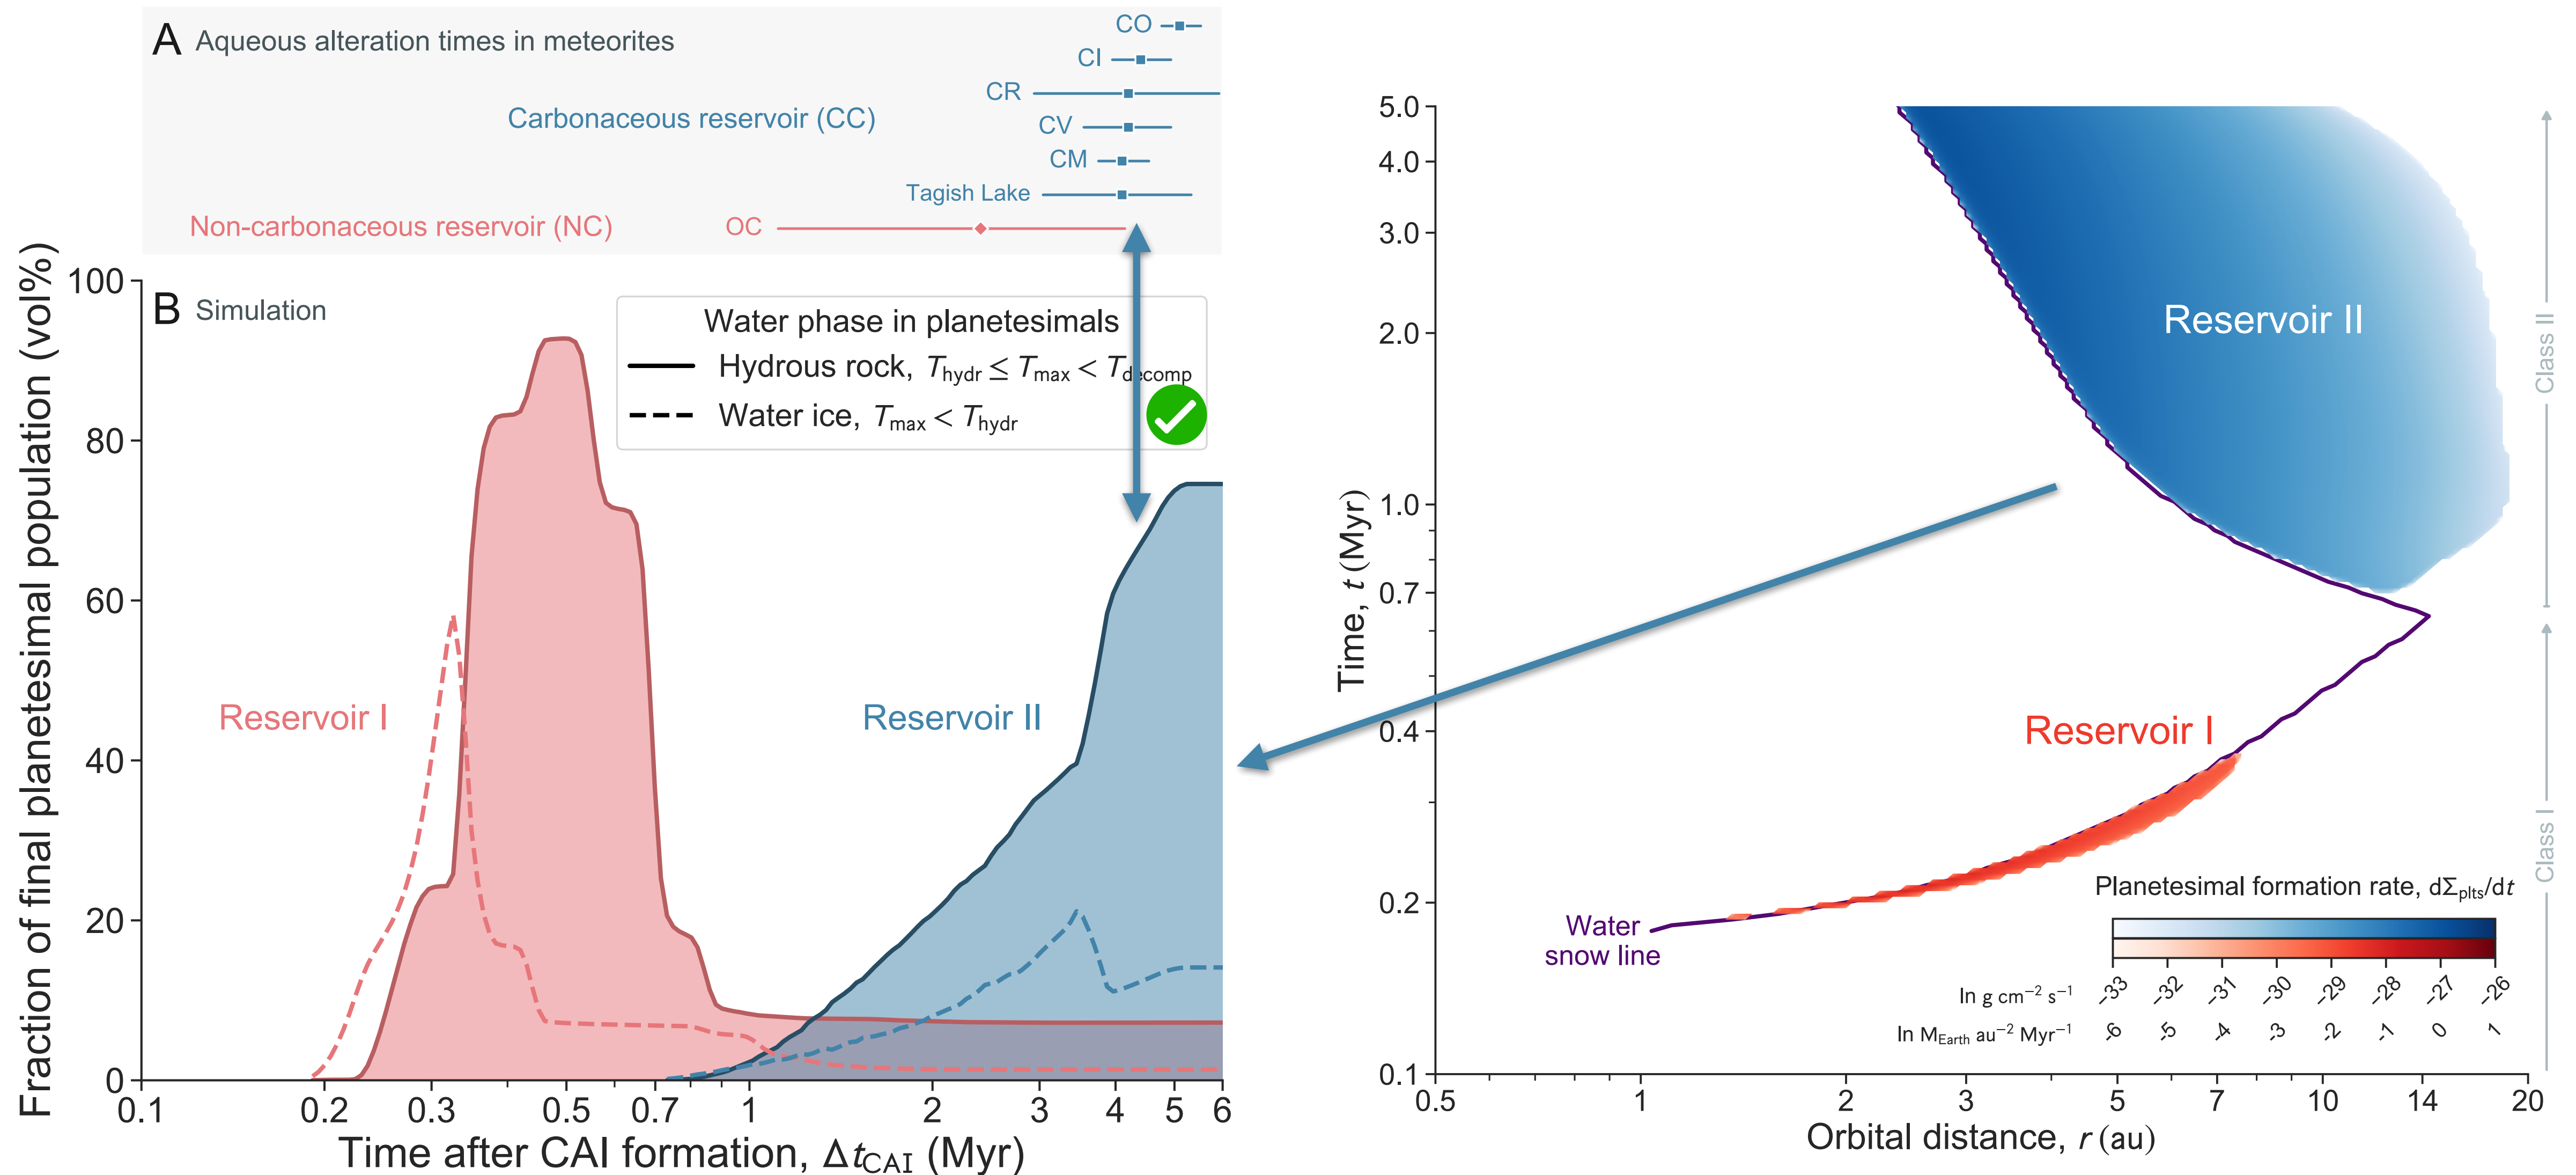 A Aqueous alteration times in meteorites
CO
CI
CR
Carbonaceous reservoir (CC)
CV
CM
Tagish Lake
Non-carbonaceous reservoir (NC)
OC
Fraction of final planetesimal population (vol%)
100
80
60
40
20
0
B Simulation
Water phase in planetesimals
Hydrous rock, T_hydr ≤ T_max < T_decomp
Water ice, T_max < T_hydr
Reservoir I
Reservoir II
0.1 0.2 0.3 0.5 0.7 1 2 3 4 5 6
Time after CAI formation, Δt_CAI (Myr)
Time, t (Myr)
5.0
4.0
3.0
2.0
1.0
0.7
0.4
0.2
0.1
Reservoir II
Class II
Reservoir I
Class I
Water
snow line
Planetesimal formation rate, dΣ_plts/dt
ln g cm⁻² s⁻¹ -33 -32 -31 -30 -29 -28 -27 -26
ln M_Earth au⁻² Myr⁻¹ -6 -5 -4 -3 -2 -1 0 1
0.5 1 2 3 5 7 10 14 20
Orbital distance, r (au)